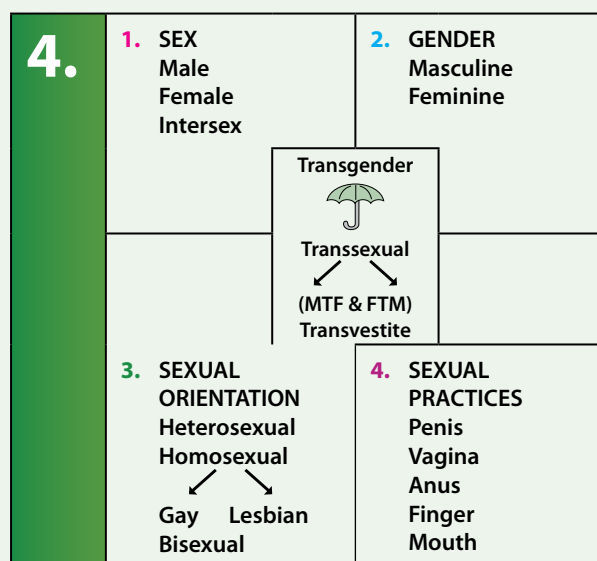 4.
1. SEX
Male
Female
Intersex
2. GENDER
Masculine
Feminine
Transgender
Transsexual
(MTF & FTM)
Transvestite
3. SEXUAL
ORIENTATION
Heterosexual
Homosexual
Gay Lesbian
Bisexual
4. SEXUAL
PRACTICES
Penis
Vagina
Anus
Finger
Mouth